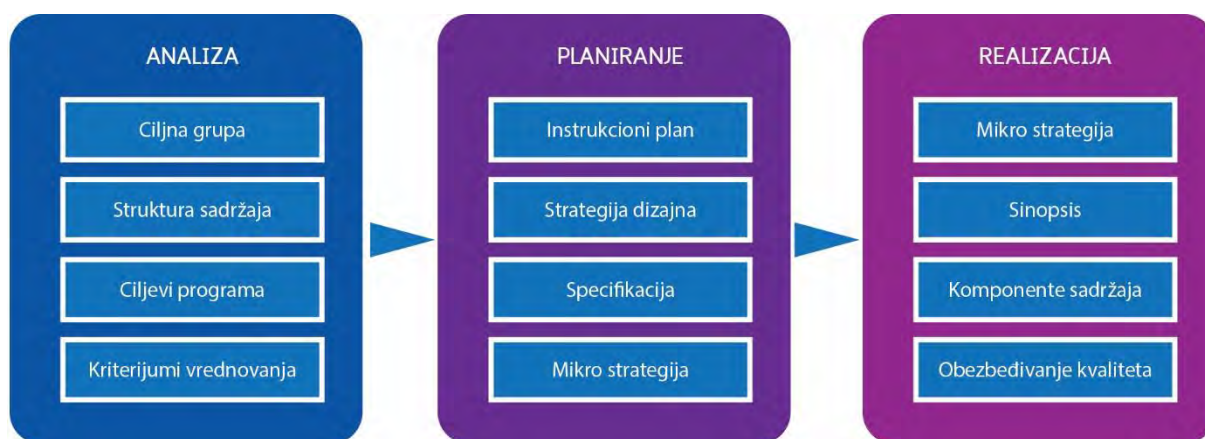 ANALIZA
Ciljna grupa
Struktura sadržaja
Ciljevi programa
Kriterijumi vrednovanja
PLANIRANJE
Instrukcioni plan
Strategija dizajna
Specifikacija
Mikro strategija
REALIZACIJA
Mikro strategija
Sinopsis
Komponente sadržaja
Obezbeđivanje kvaliteta